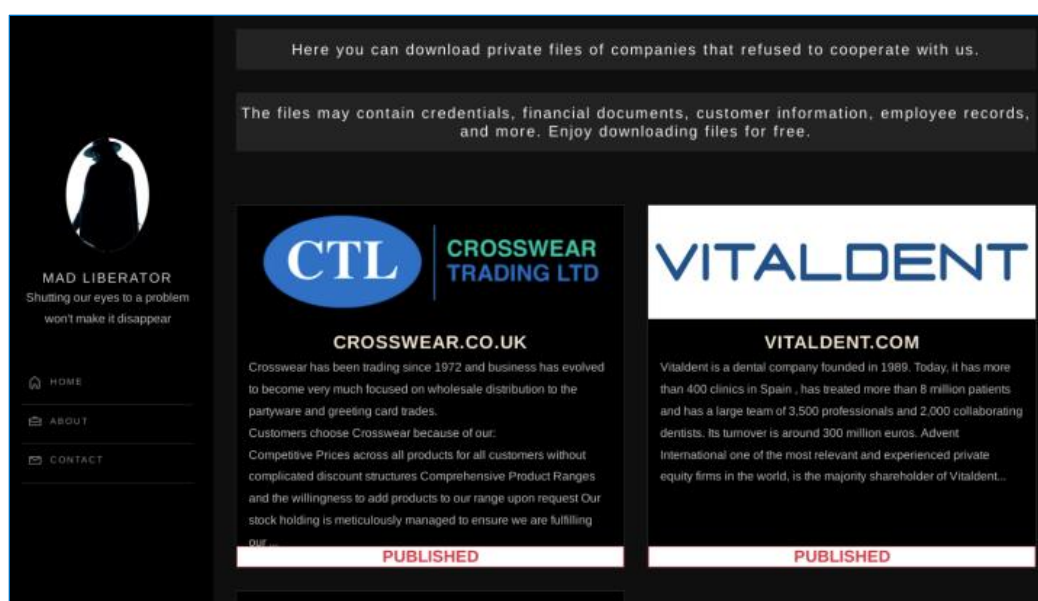 Here you can download private files of companies that refused to cooperate with us.
The files may contain credentials, financial documents, customer information, employee records,
and more. Enjoy downloading files for free.
MAD LIBERATOR
Shutting our eyes to a problem
won't make it disappear
HOME
ABOUT
CONTACT
CTL
CROSSWEAR
TRADING LTD
CROSSWEAR.CO.UK
Crosswear has been trading since 1972 and business has evolved
to become very much focused on wholesale distribution to the
partyware and greeting card trades.
Customers choose Crosswear because of our:
Competitive Prices across all products for all customers without
complicated discount structures Comprehensive Product Ranges
and the willingness to add products to our range upon request Our
stock holding is meticulously managed to ensure we are fulfilling
our ...
PUBLISHED
VITALDENT
VITALDENT.COM
Vitaldent is a dental company founded in 1989. Today, it has more
than 400 clinics in Spain , has treated more than 8 million patients
and has a large team of 3,500 professionals and 2,000 collaborating
dentists. Its turnover is around 300 million euros. Advent
International one of the most relevant and experienced private
equity firms in the world, is the majority shareholder of Vitaldent...
PUBLISHED